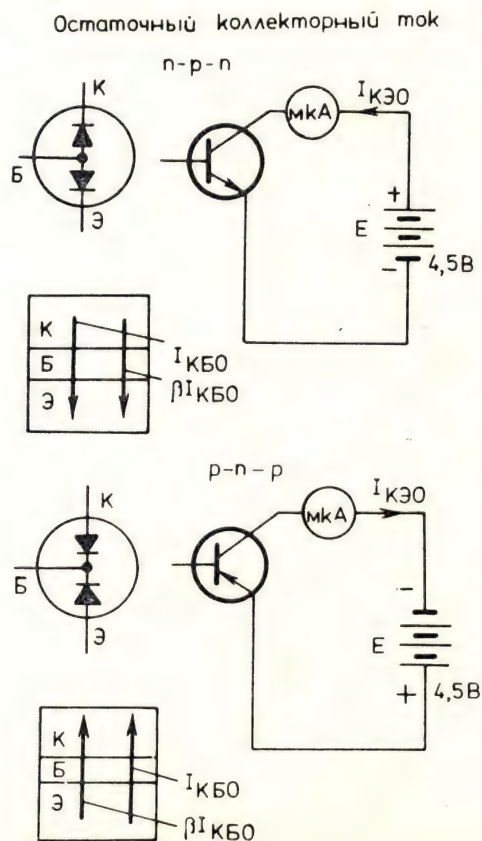 Остаточный коллекторный ток
n-p-n
К
мкА
IКЭО
Б
Э
+
E
-
4,5В
К
Б
Э
IКБО
βIКБО
p-n-p
К
мкА
IКЭО
Б
Э
-
E
+
4,5В
К
Б
Э
IКБО
βIКБО